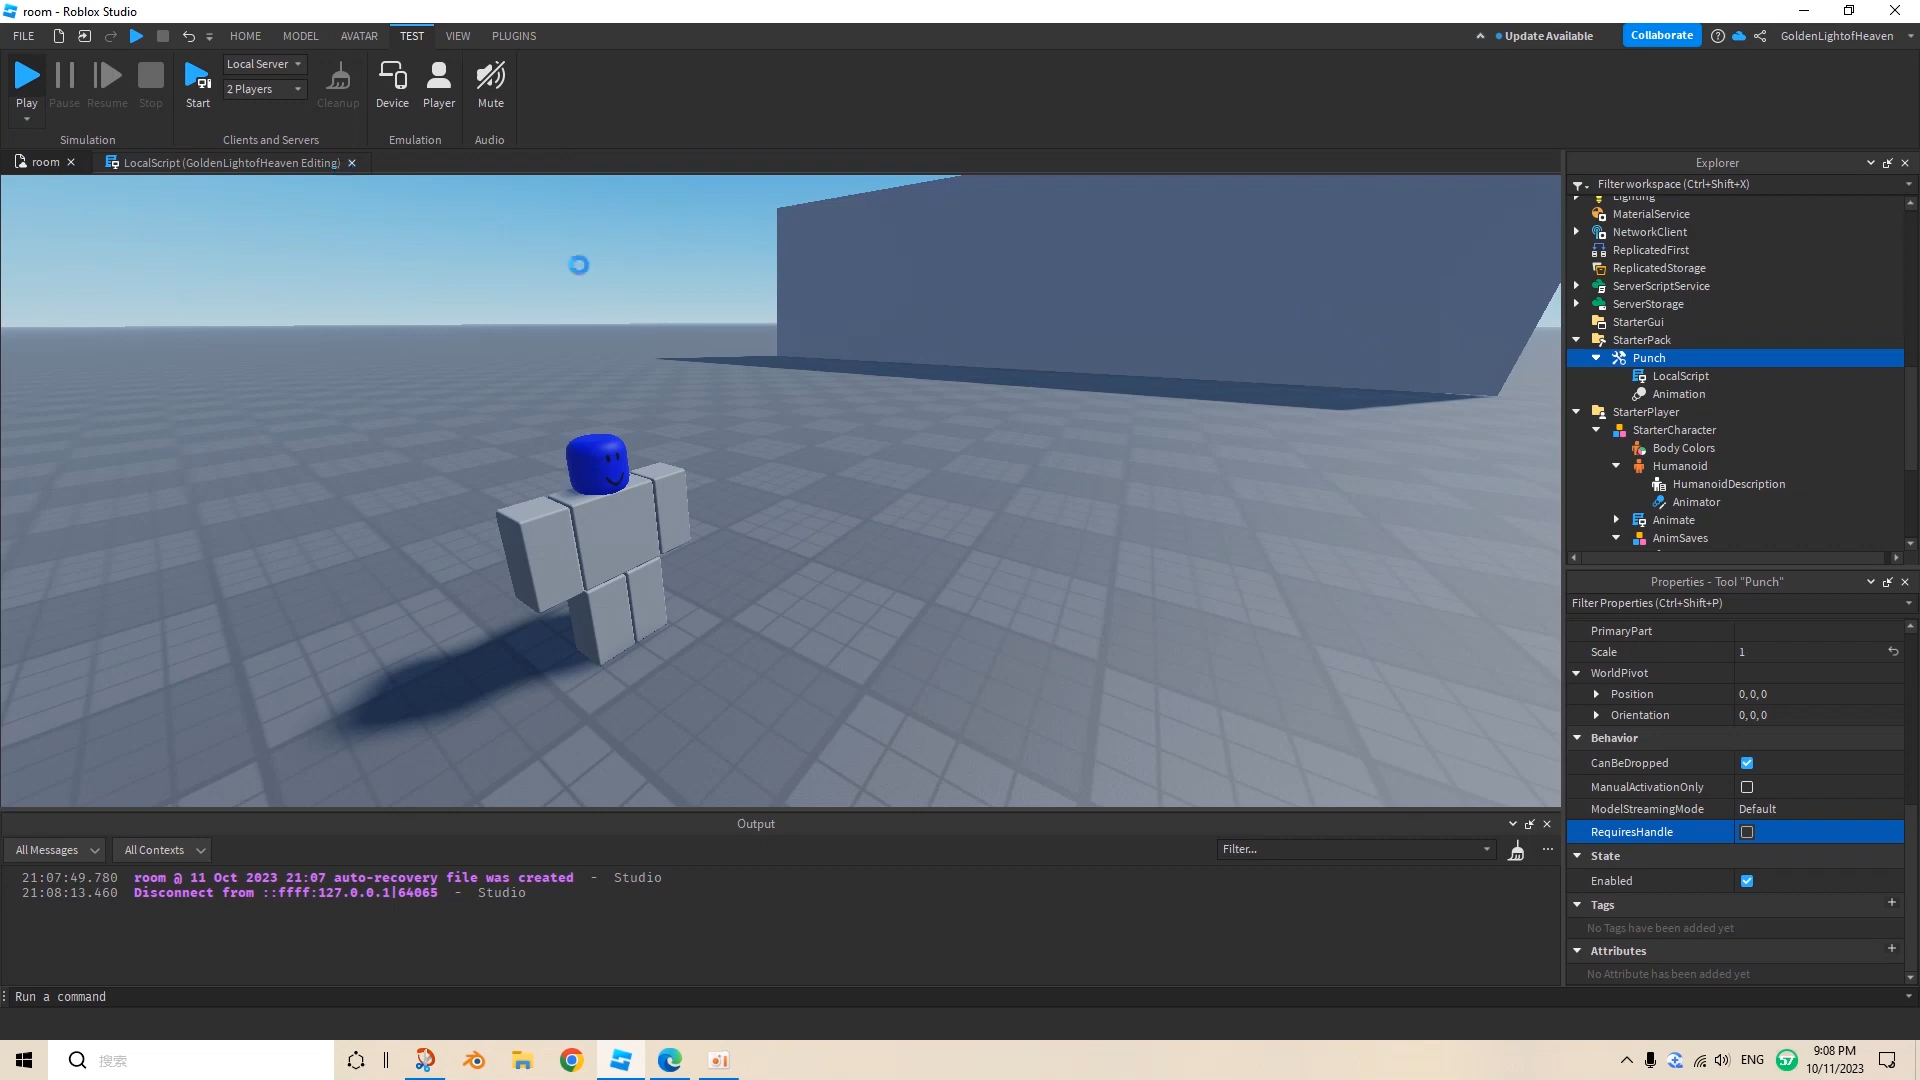 room - Roblox Studio
FILE HOME MODEL AVATAR TEST VIEW PLUGINS Update Available Collaborate GoldenLightofHeaven
Play Pause Resume Stop Start Local Server 2 Players Cleanup Device Player Mute
Simulation Clients and Servers Emulation Audio
room LocalScript (GoldenLightofHeaven Editing)
Explorer
Filter workspace (Ctrl+Shift+X)
Lighting
MaterialService
NetworkClient
ReplicatedFirst
ReplicatedStorage
ServerScriptService
ServerStorage
StarterGui
StarterPack
Punch
LocalScript
Animation
StarterPlayer
StarterCharacter
Body Colors
Humanoid
HumanoidDescription
Animator
Animate
AnimSaves
Properties - Tool "Punch"
Filter Properties (Ctrl+Shift+P)
PrimaryPart
Scale 1
WorldPivot
Position 0, 0, 0
Orientation 0, 0, 0
Behavior
CanBeDropped
ManualActivationOnly
ModelStreamingMode Default
RequiresHandle
State
Enabled
Tags
No Tags have been added yet
Attributes
No Attribute has been added yet
Output
All Messages All Contexts Filter...
21:07:49.780 room @ 11 Oct 2023 21:07 auto-recovery file was created - Studio
21:08:13.460 Disconnect from ::ffff:127.0.0.1|64065 - Studio
Run a command
搜索 ENG 57 9:08 PM
10/11/2023